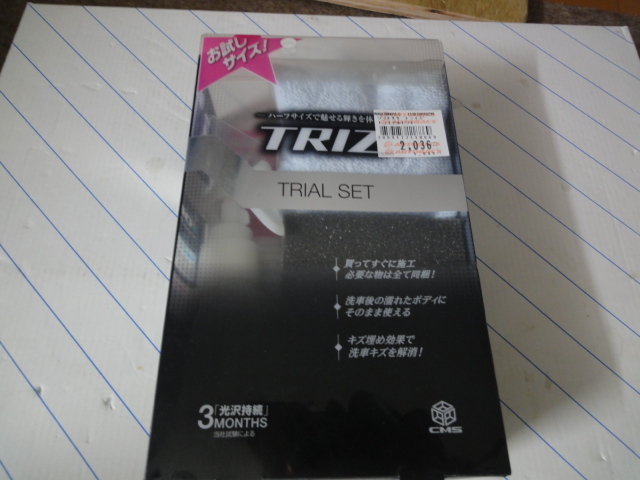 お試し
サイズ!
ハーフサイズで魅せる輝きを体
TRIZ
2,036
TRIAL SET
買ってすぐに施工
必要な物は全て同梱!
洗車後の濡れたボディに
そのまま使える
キズ埋め効果で
洗車キズを解消!
3「光沢持続」
MONTHS
当社試験による
CMS